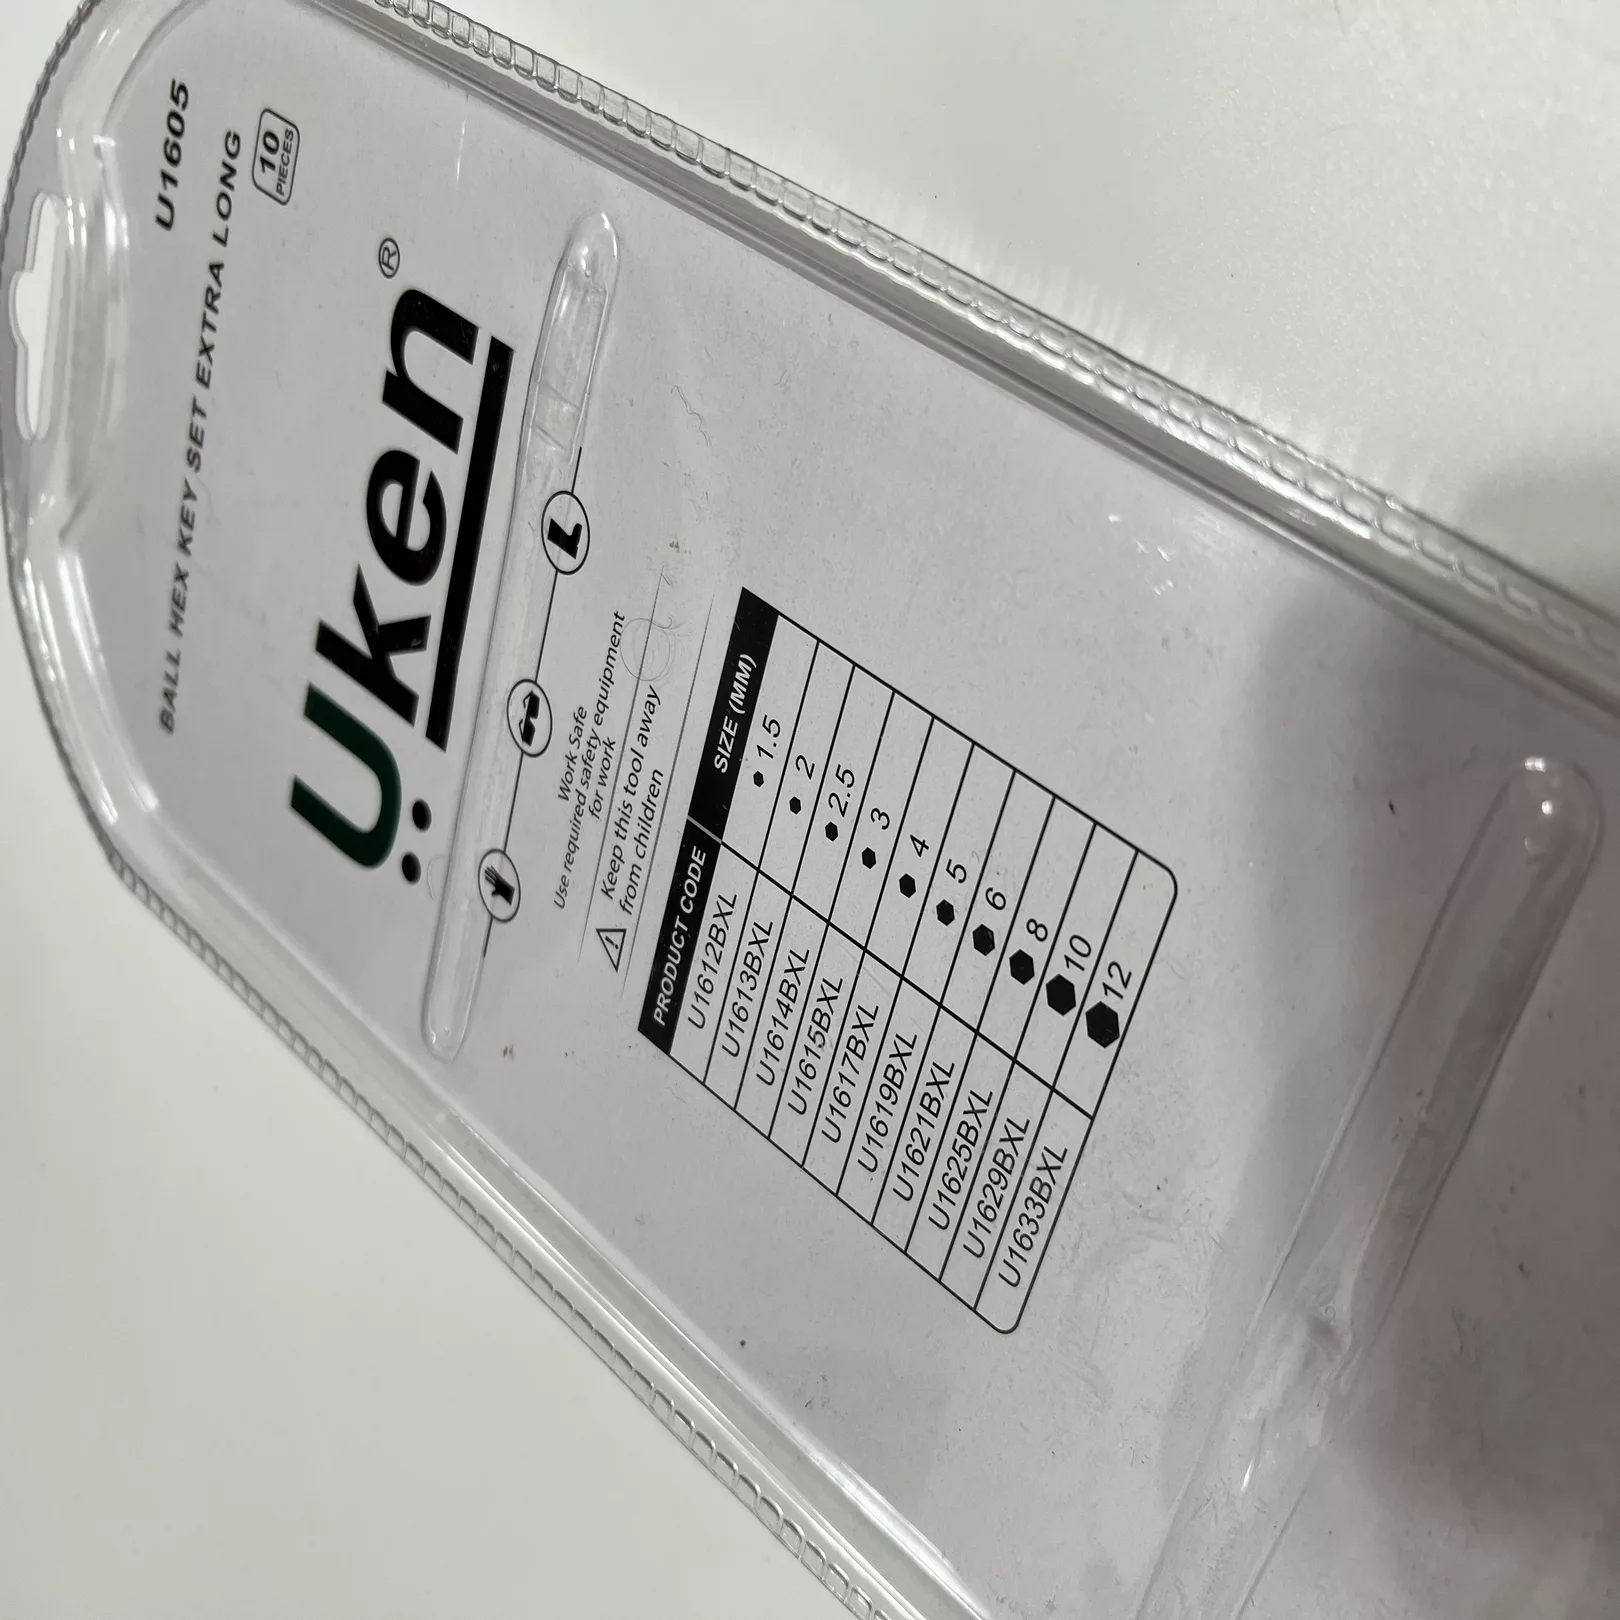 U1605
BALL HEX KEY SET EXTRA LONG
10
PIECES
Uken®
L
Work Safe
Use required safety equipment
for work
Keep this tool away
from children
PRODUCT CODE SIZE (MM)
U1612BXL 1.5
U1613BXL 2
U1614BXL 2.5
U1615BXL 3
U1617BXL 4
U1619BXL 5
U1621BXL 6
U1625BXL 8
U1629BXL 10
U1633BXL 12